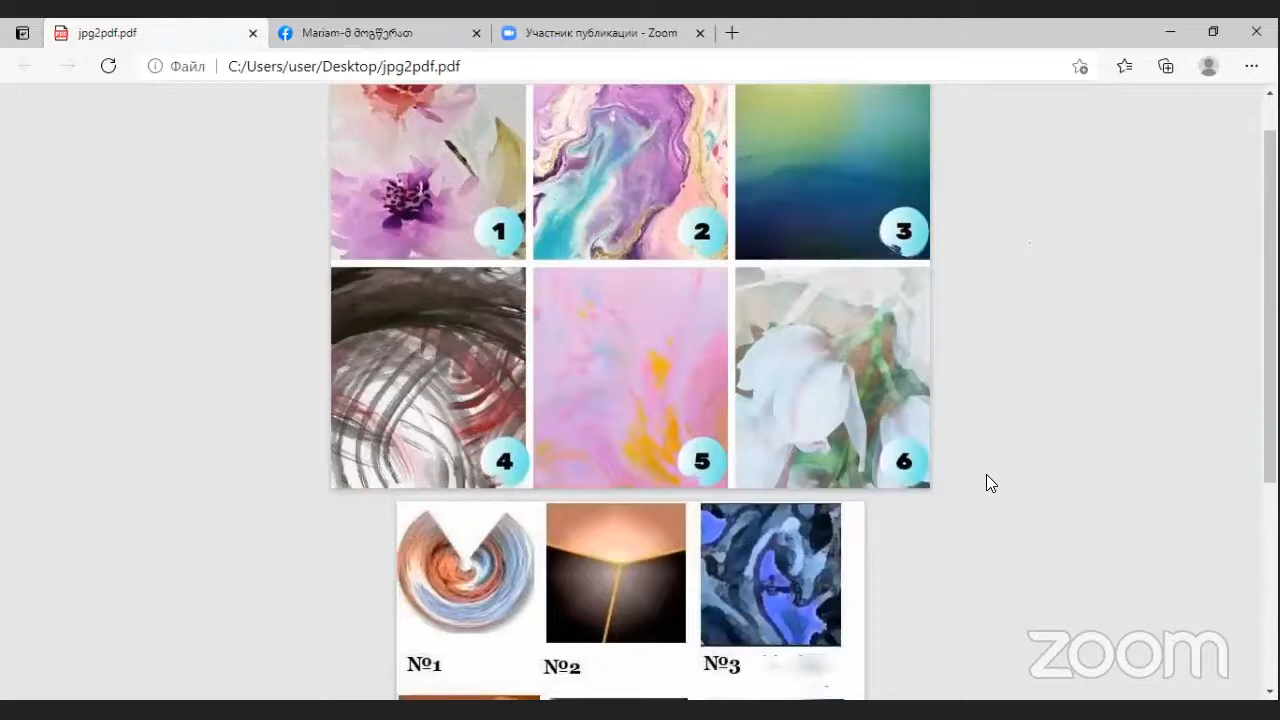 jpg2pdf.pdf
Mariam-მ მოგწერათ
Участник публикации - Zoom
Файл
C:/Users/user/Desktop/jpg2pdf.pdf
1
2
3
4
5
6
№1
№2
№3
zoom